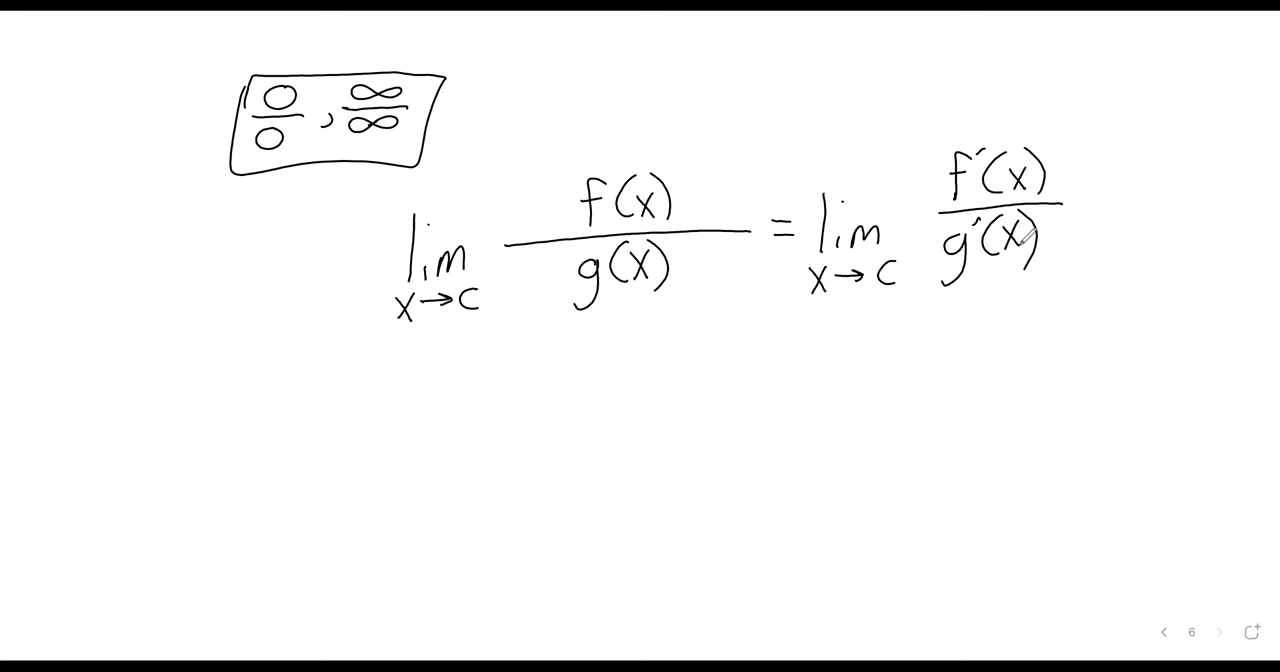 0/0 , ∞/∞
lim x→c f(x)/g(x) = lim x→c f'(x)/g'(x)
6